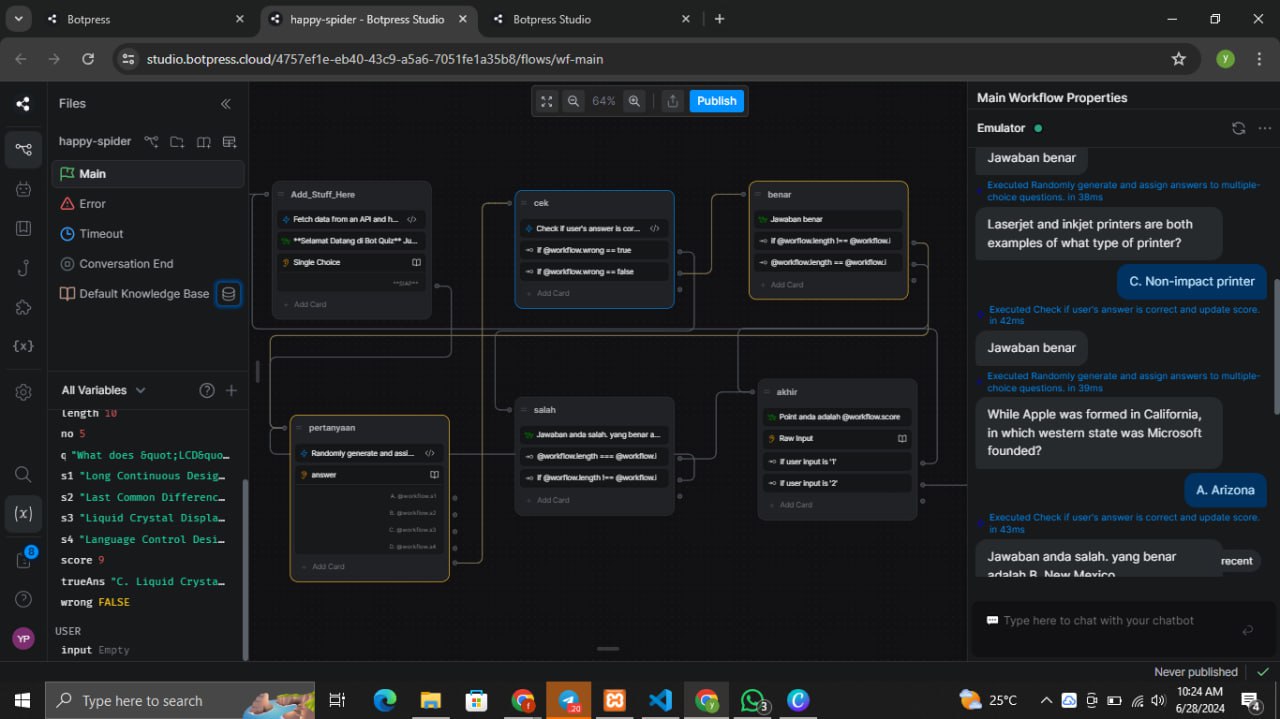 Botpress
happy-spider - Botpress Studio
Botpress Studio
studio.botpress.cloud/4757ef1e-eb40-43c9-a5a6-7051fe1a35b8/flows/wf-main
y
Files
happy-spider
Main
Error
Timeout
Conversation End
Default Knowledge Base
All Variables
length 10
no 5
q "What does &quot;LCD&quo…
s1 "Long Continuous Desig…
s2 "Last Common Differenc…
s3 "Liquid Crystal Displa…
s4 "Language Control Desi…
score 9
trueAns "C. Liquid Crysta…
wrong FALSE
USER
input Empty
8
YP
64%
Publish
Add_Stuff_Here
Fetch data from an API and h...
**Selamat Datang di Bot Quiz** Ju...
Single Choice
**SIAP**
Add Card
cek
Check if user's answer is cor...
if @workflow.wrong == true
if @workflow.wrong == false
Add Card
benar
Jawaban benar
if @worflow.length !== @workflow.l
@workflow.length == @workflow.l
Add Card
pertanyaan
Randomly generate and assi...
answer
A. @workflow.s1
B. @workflow.s2
C. @workflow.s3
D. @workflow.s4
Add Card
salah
Jawaban anda salah. yang benar a...
@workflow.length === @workflow.l
if @worflow.length !== @workflow.l
Add Card
akhir
Point anda adalah @workflow.score
Raw Input
if user input is '1'
if user input is '2'
Add Card
Main Workflow Properties
Emulator
Jawaban benar
Executed Randomly generate and assign answers to multiple-
choice questions. in 38ms
Laserjet and inkjet printers are both
examples of what type of printer?
C. Non-impact printer
Executed Check if user's answer is correct and update score.
in 42ms
Jawaban benar
Executed Randomly generate and assign answers to multiple-
choice questions. in 39ms
While Apple was formed in California,
in which western state was Microsoft
founded?
A. Arizona
Executed Check if user's answer is correct and update score.
in 43ms
Jawaban anda salah. yang benar
adalah B. New Mexico
recent
Type here to chat with your chatbot
Never published
Type here to search
20
3
25°C
10:24 AM
6/28/2024
4